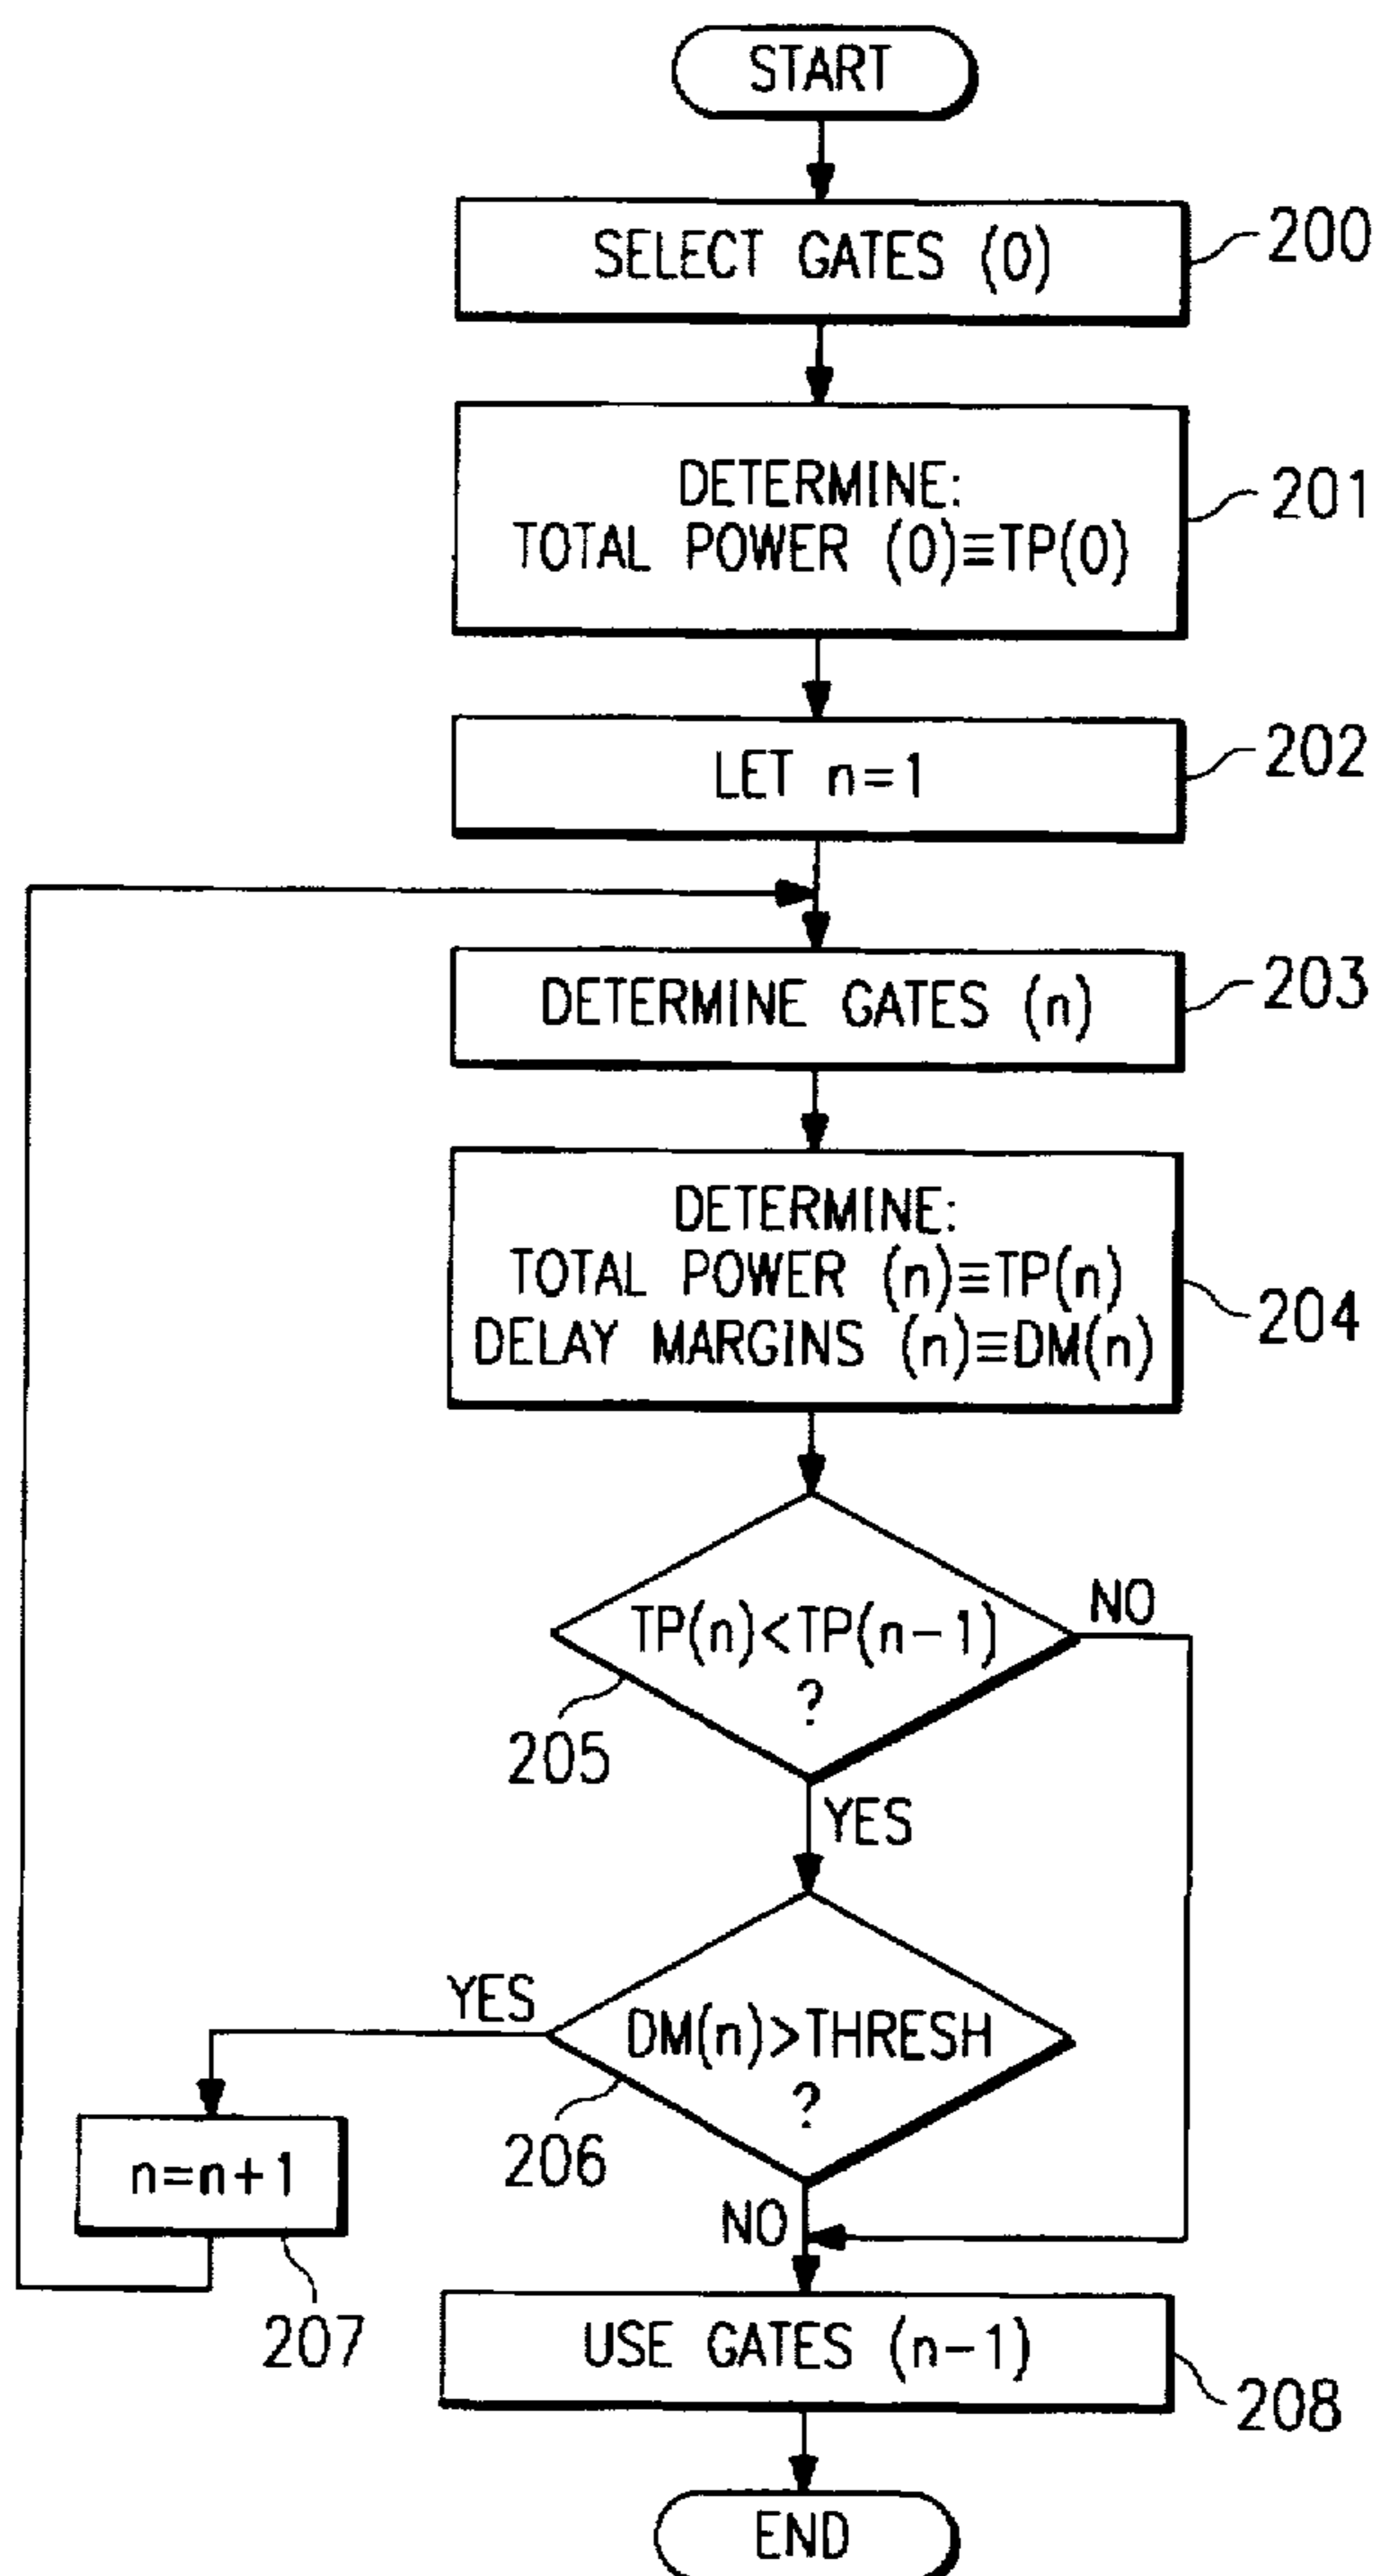 START
SELECT GATES (0)
200
DETERMINE:
TOTAL POWER (0)≡TP(0)
201
LET n=1
202
DETERMINE GATES (n)
203
DETERMINE:
TOTAL POWER (n)≡TP(n)
DELAY MARGINS (n)≡DM(n)
204
TP(n)<TP(n-1)
?
NO
205
YES
DM(n)>THRESH
?
YES
206
n=n+1
207
NO
USE GATES (n-1)
208
END